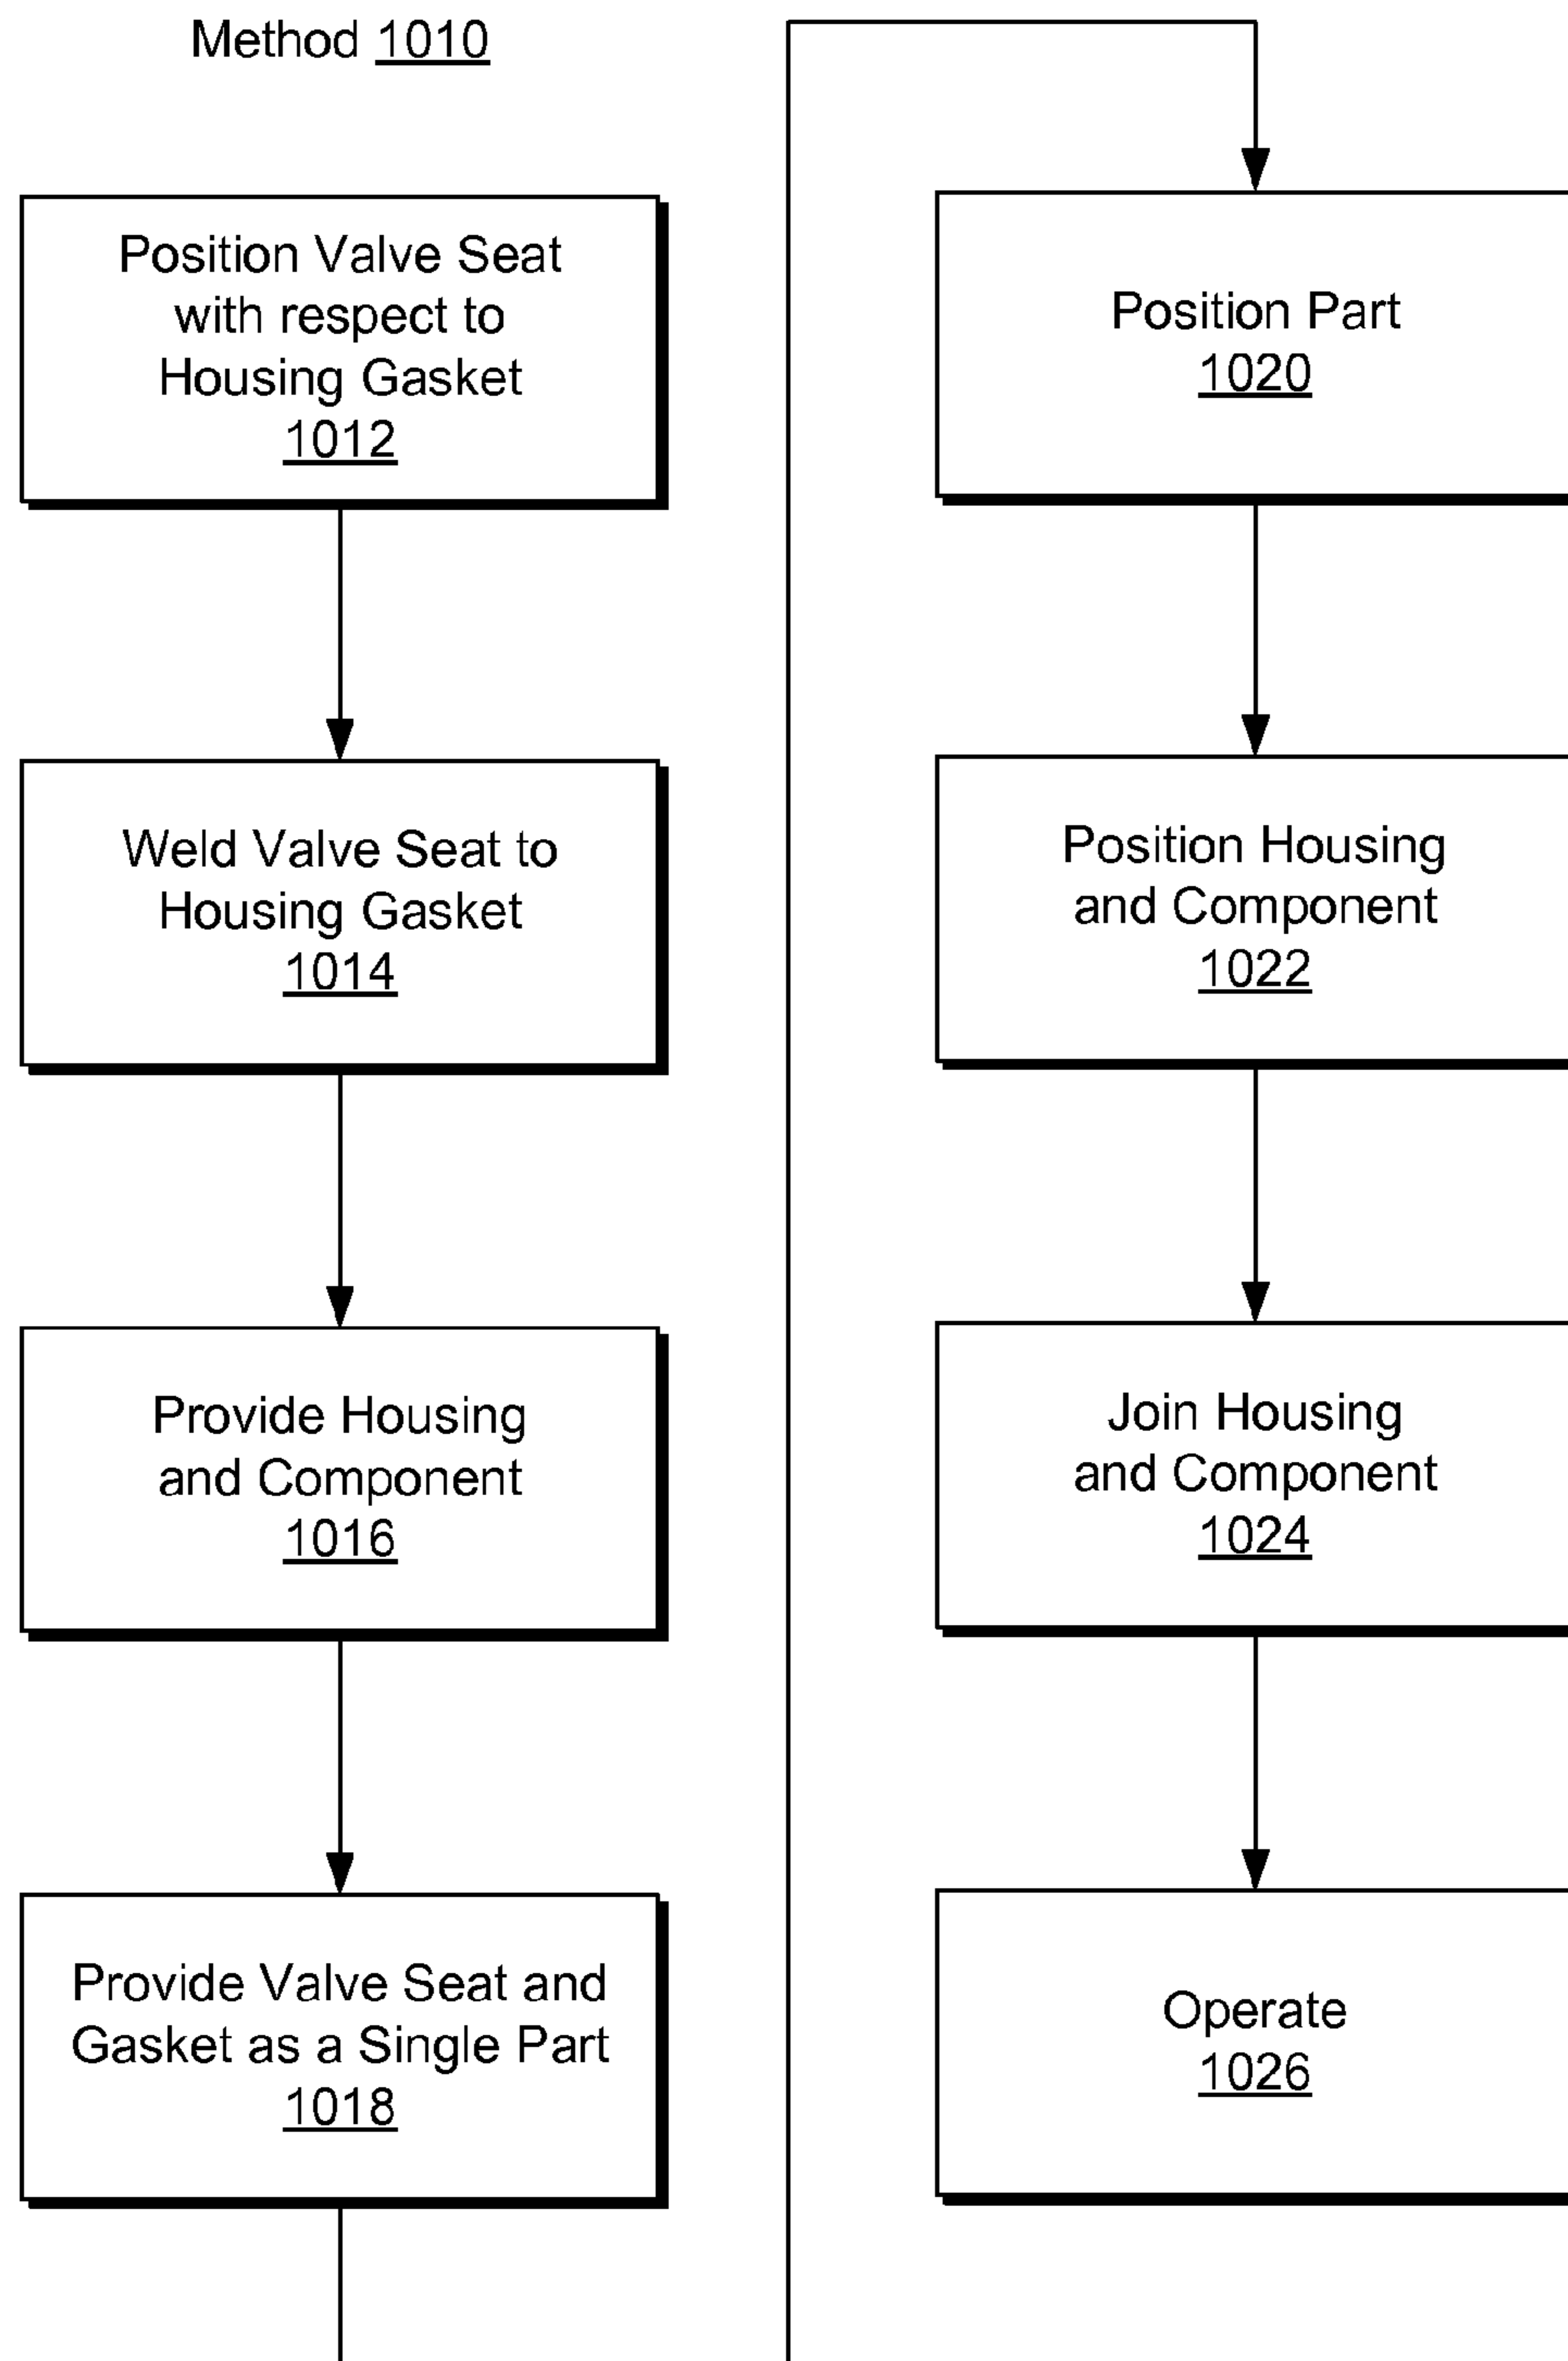 Method 1010
Position Valve Seat
with respect to
Housing Gasket
1012
Weld Valve Seat to
Housing Gasket
1014
Provide Housing
and Component
1016
Provide Valve Seat and
Gasket as a Single Part
1018
Position Part
1020
Position Housing
and Component
1022
Join Housing
and Component
1024
Operate
1026